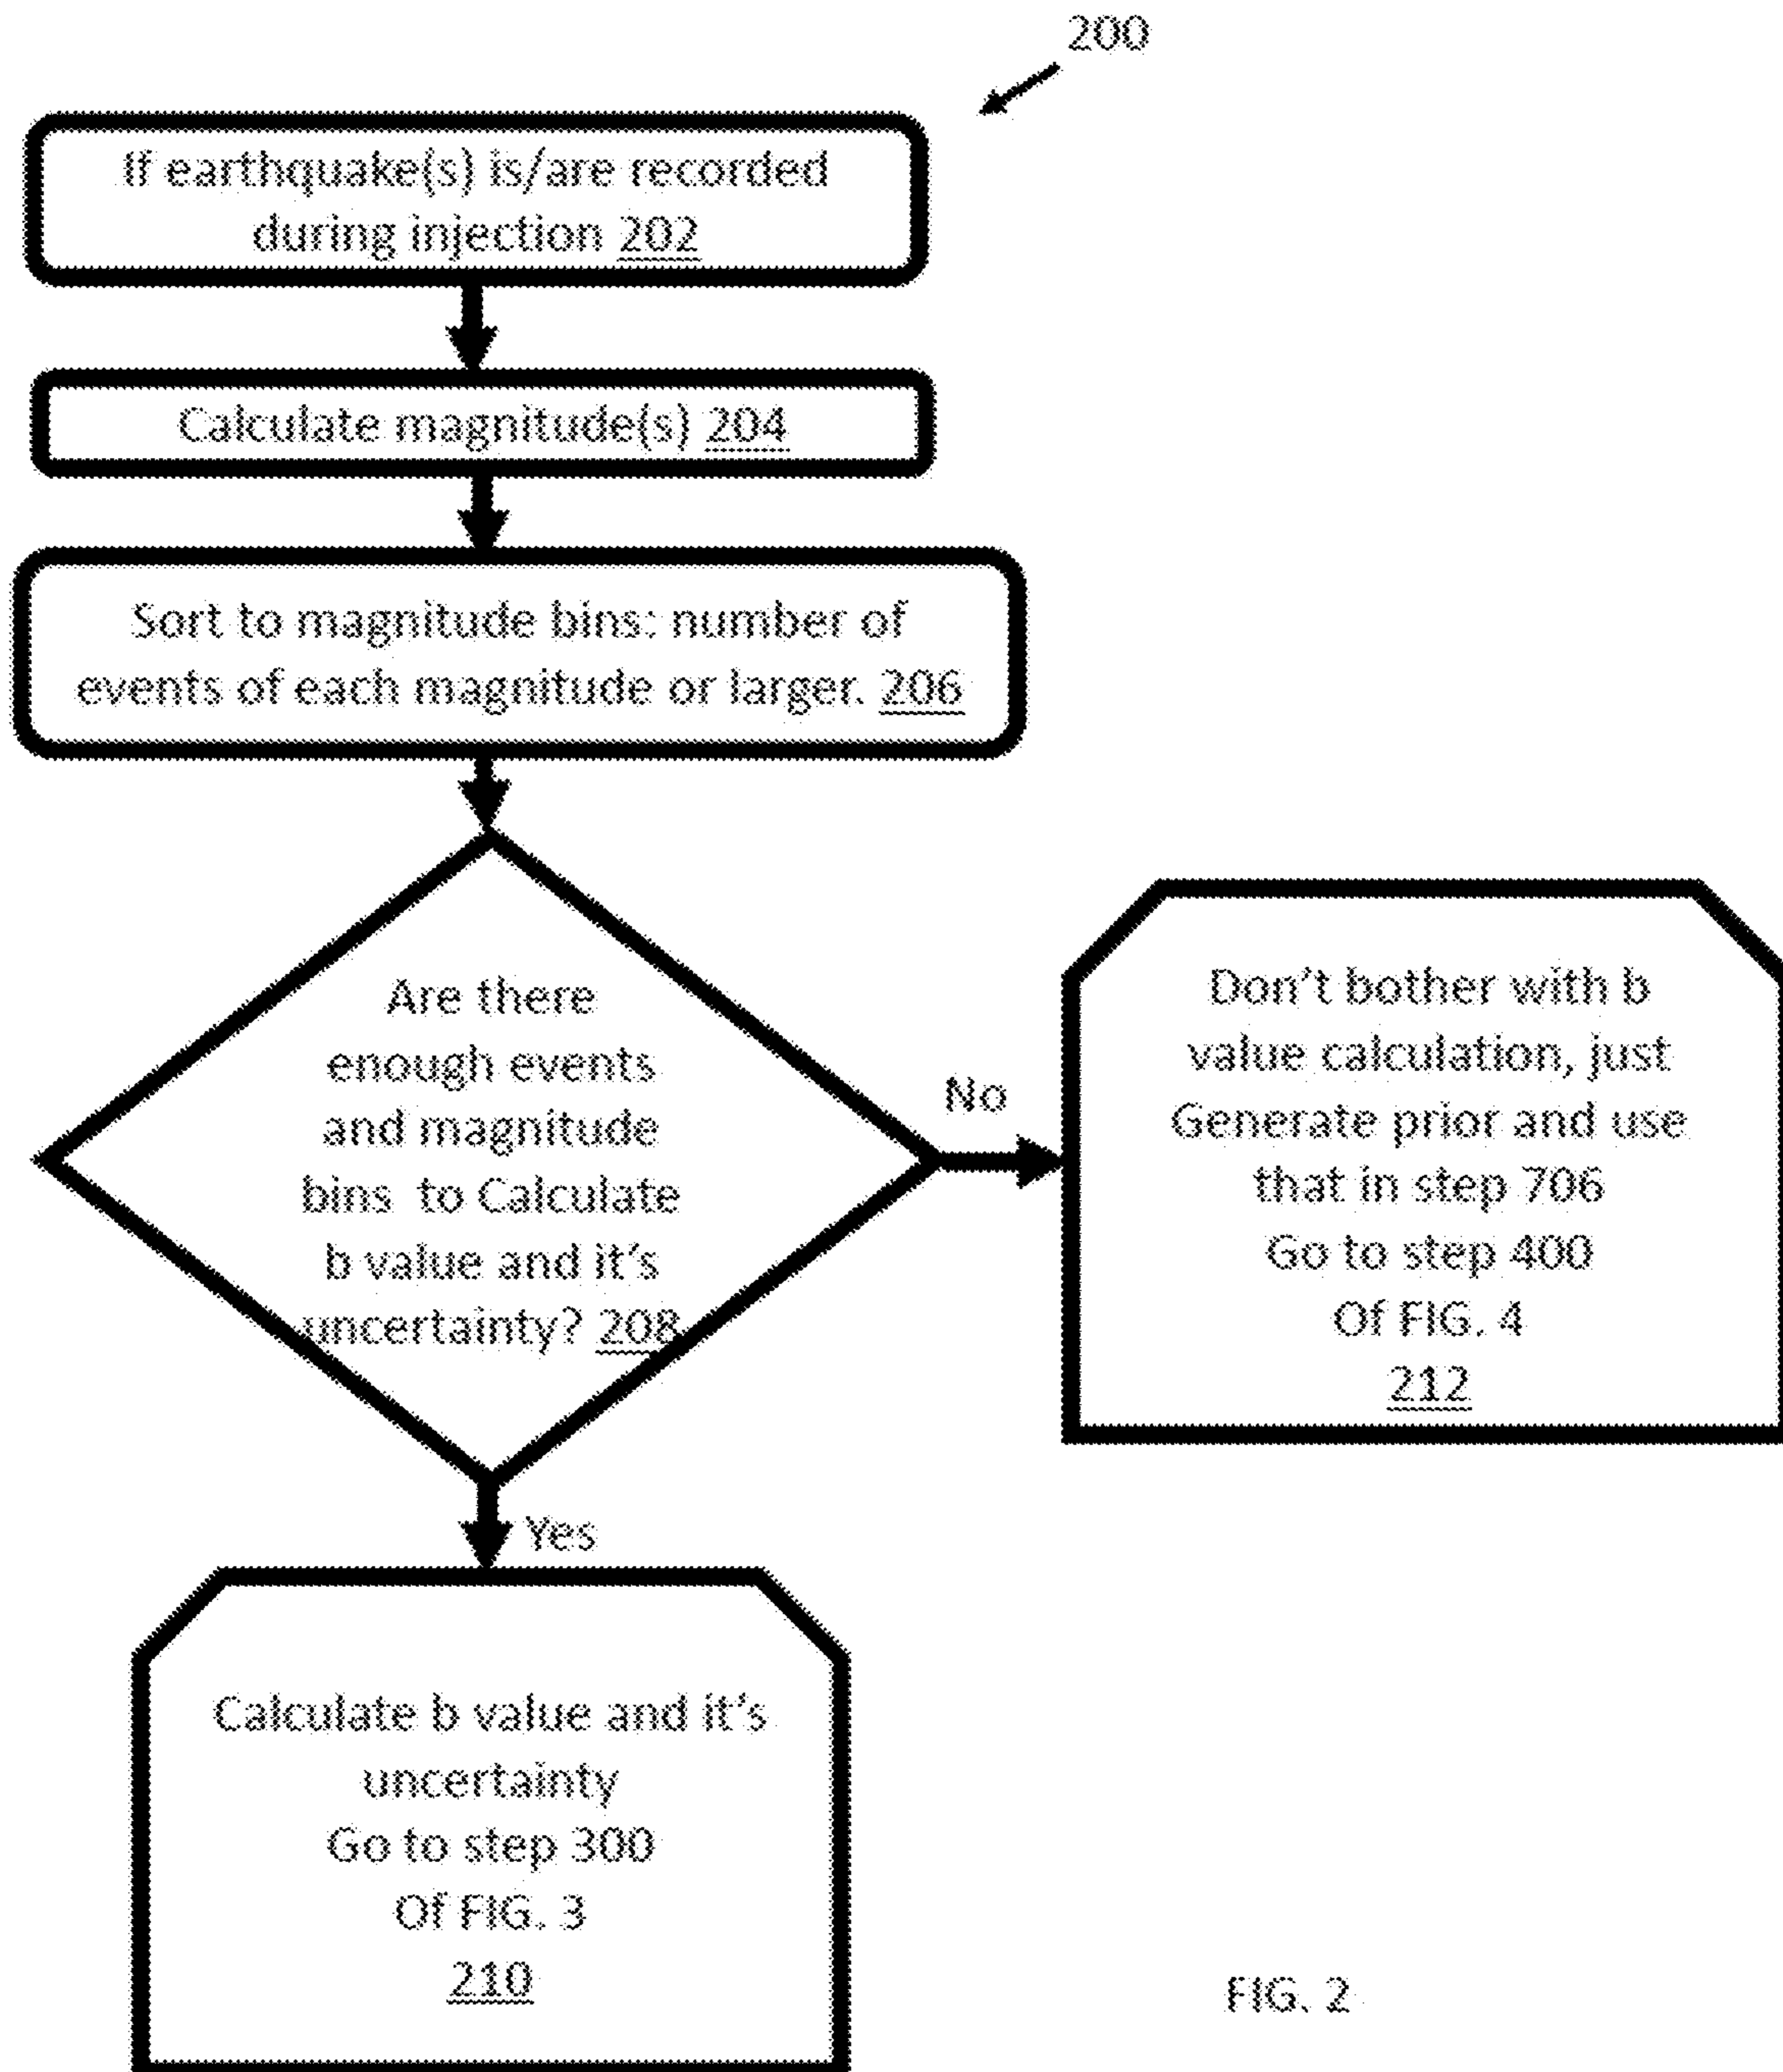 200
If earthquake(s) is/are recorded
during injection 202
Calculate magnitude(s) 204
Sort to magnitude bins: number of
events of each magnitude or larger. 206
Are there
enough events
and magnitude
bins to Calculate
b value and it's
uncertainty? 208
No
Don't bother with b
value calculation, just
Generate prior and use
that in step 706
Go to step 400
Of FIG. 4
212
Yes
Calculate b value and it's
uncertainty
Go to step 300
Of FIG. 3
210
FIG. 2